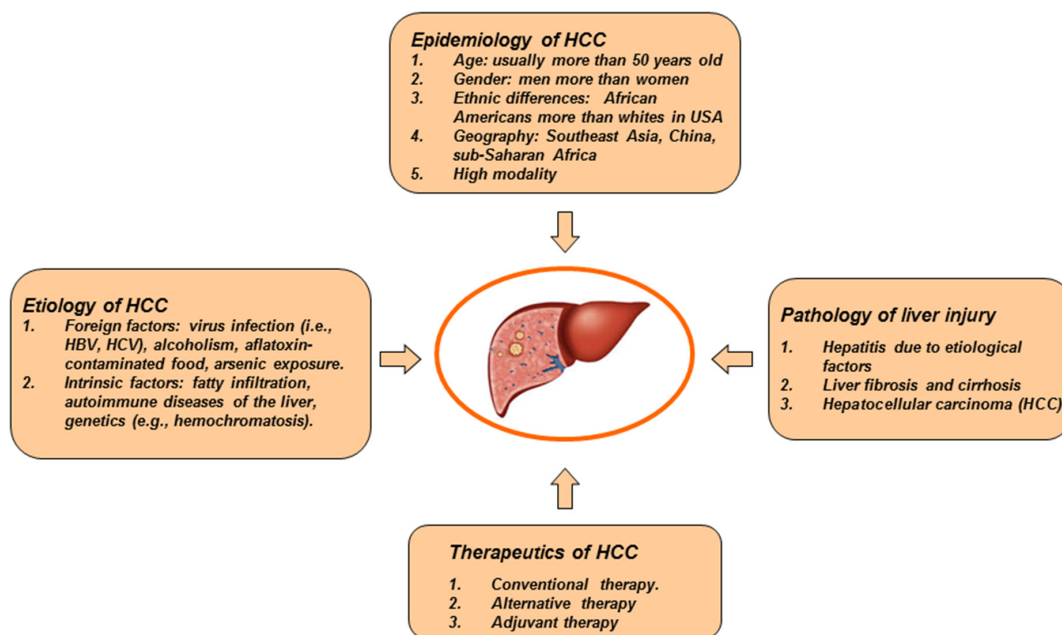 Epidemiology of HCC
1. Age: usually more than 50 years old
2. Gender: men more than women
3. Ethnic differences: African
Americans more than whites in USA
4. Geography: Southeast Asia, China,
sub-Saharan Africa
5. High modality
Etiology of HCC
1. Foreign factors: virus infection (i.e.,
HBV, HCV), alcoholism, aflatoxin-
contaminated food, arsenic exposure.
2. Intrinsic factors: fatty infiltration,
autoimmune diseases of the liver,
genetics (e.g., hemochromatosis).
Pathology of liver injury
1. Hepatitis due to etiological
factors
2. Liver fibrosis and cirrhosis
3. Hepatocellular carcinoma (HCC)
Therapeutics of HCC
1. Conventional therapy.
2. Alternative therapy
3. Adjuvant therapy